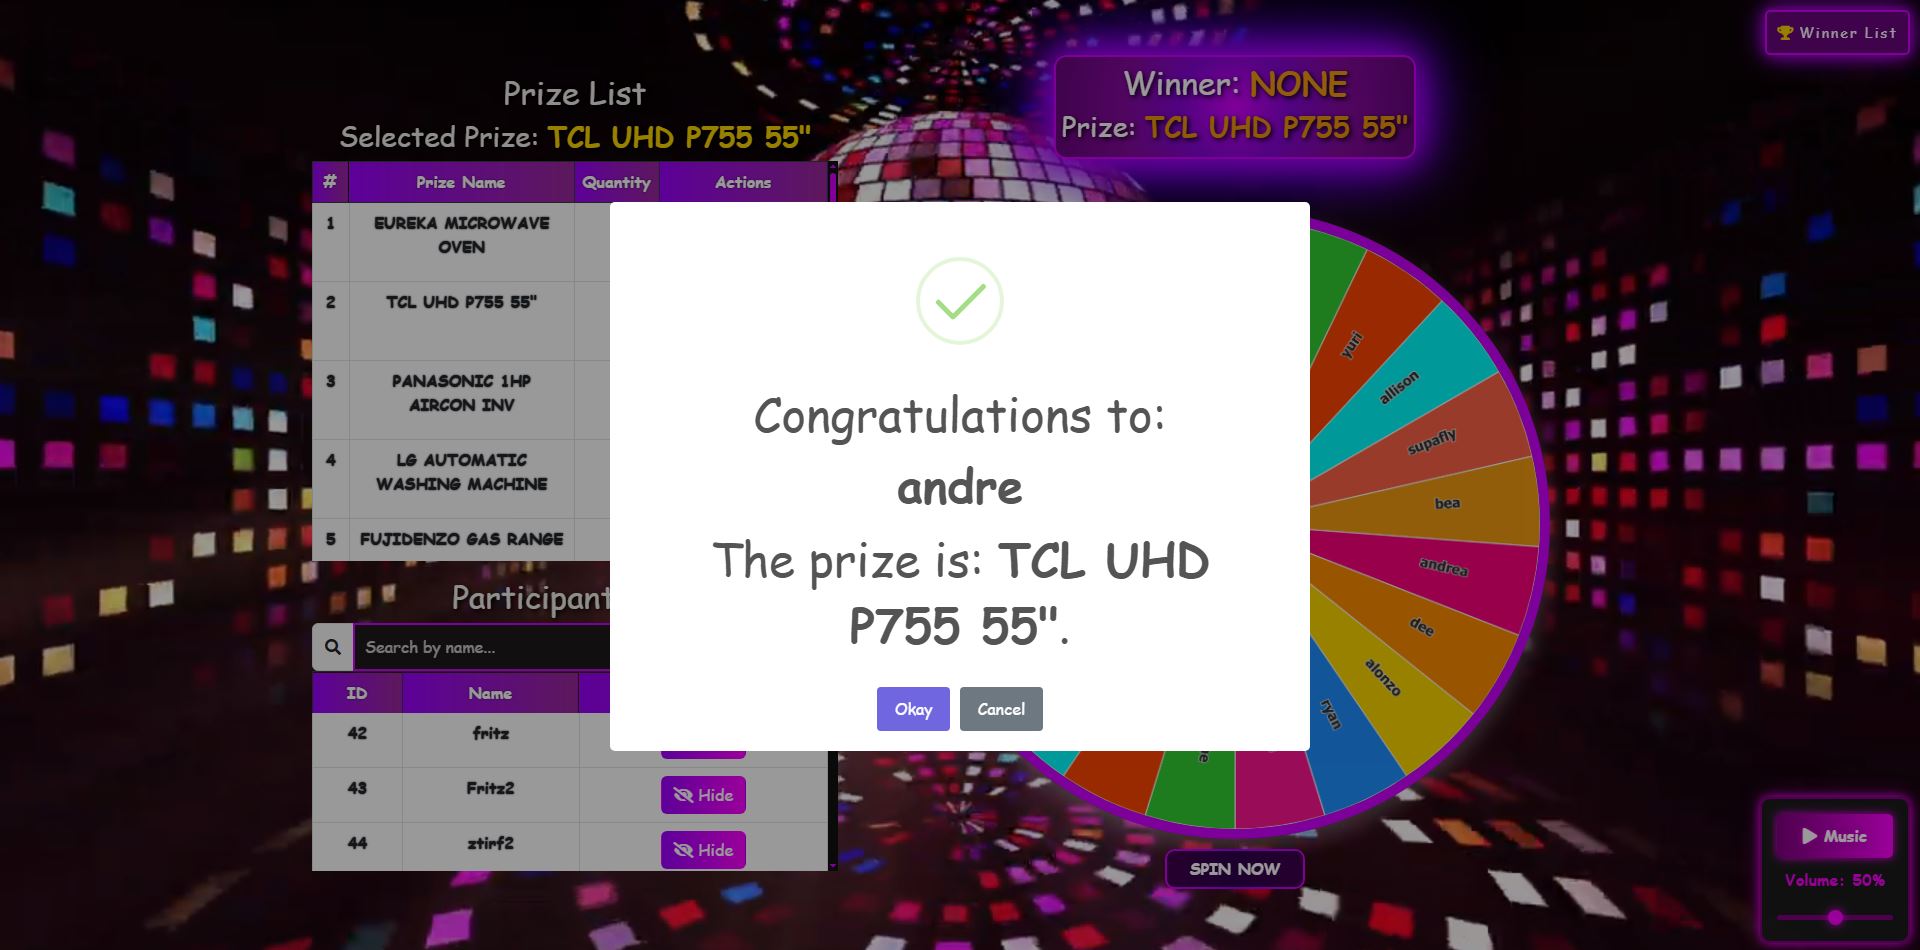 Winner List
Prize List
Selected Prize: TCL UHD P755 55"
# Prize Name Quantity Actions
1 EUREKA MICROWAVE
OVEN
2 TCL UHD P755 55"
3 PANASONIC 1HP
AIRCON INV
4 LG AUTOMATIC
WASHING MACHINE
5 FUJIDENZO GAS RANGE
Participant
Search by name...
ID Name
42 fritz
43 Fritz2 Hide
44 ztirf2 Hide
Winner: NONE
Prize: TCL UHD P755 55"
Congratulations to:
andre
The prize is: TCL UHD
P755 55".
Okay Cancel
yuri
allison
supafly
bea
andrea
dee
alonzo
ryan
SPIN NOW
Music
Volume: 50%